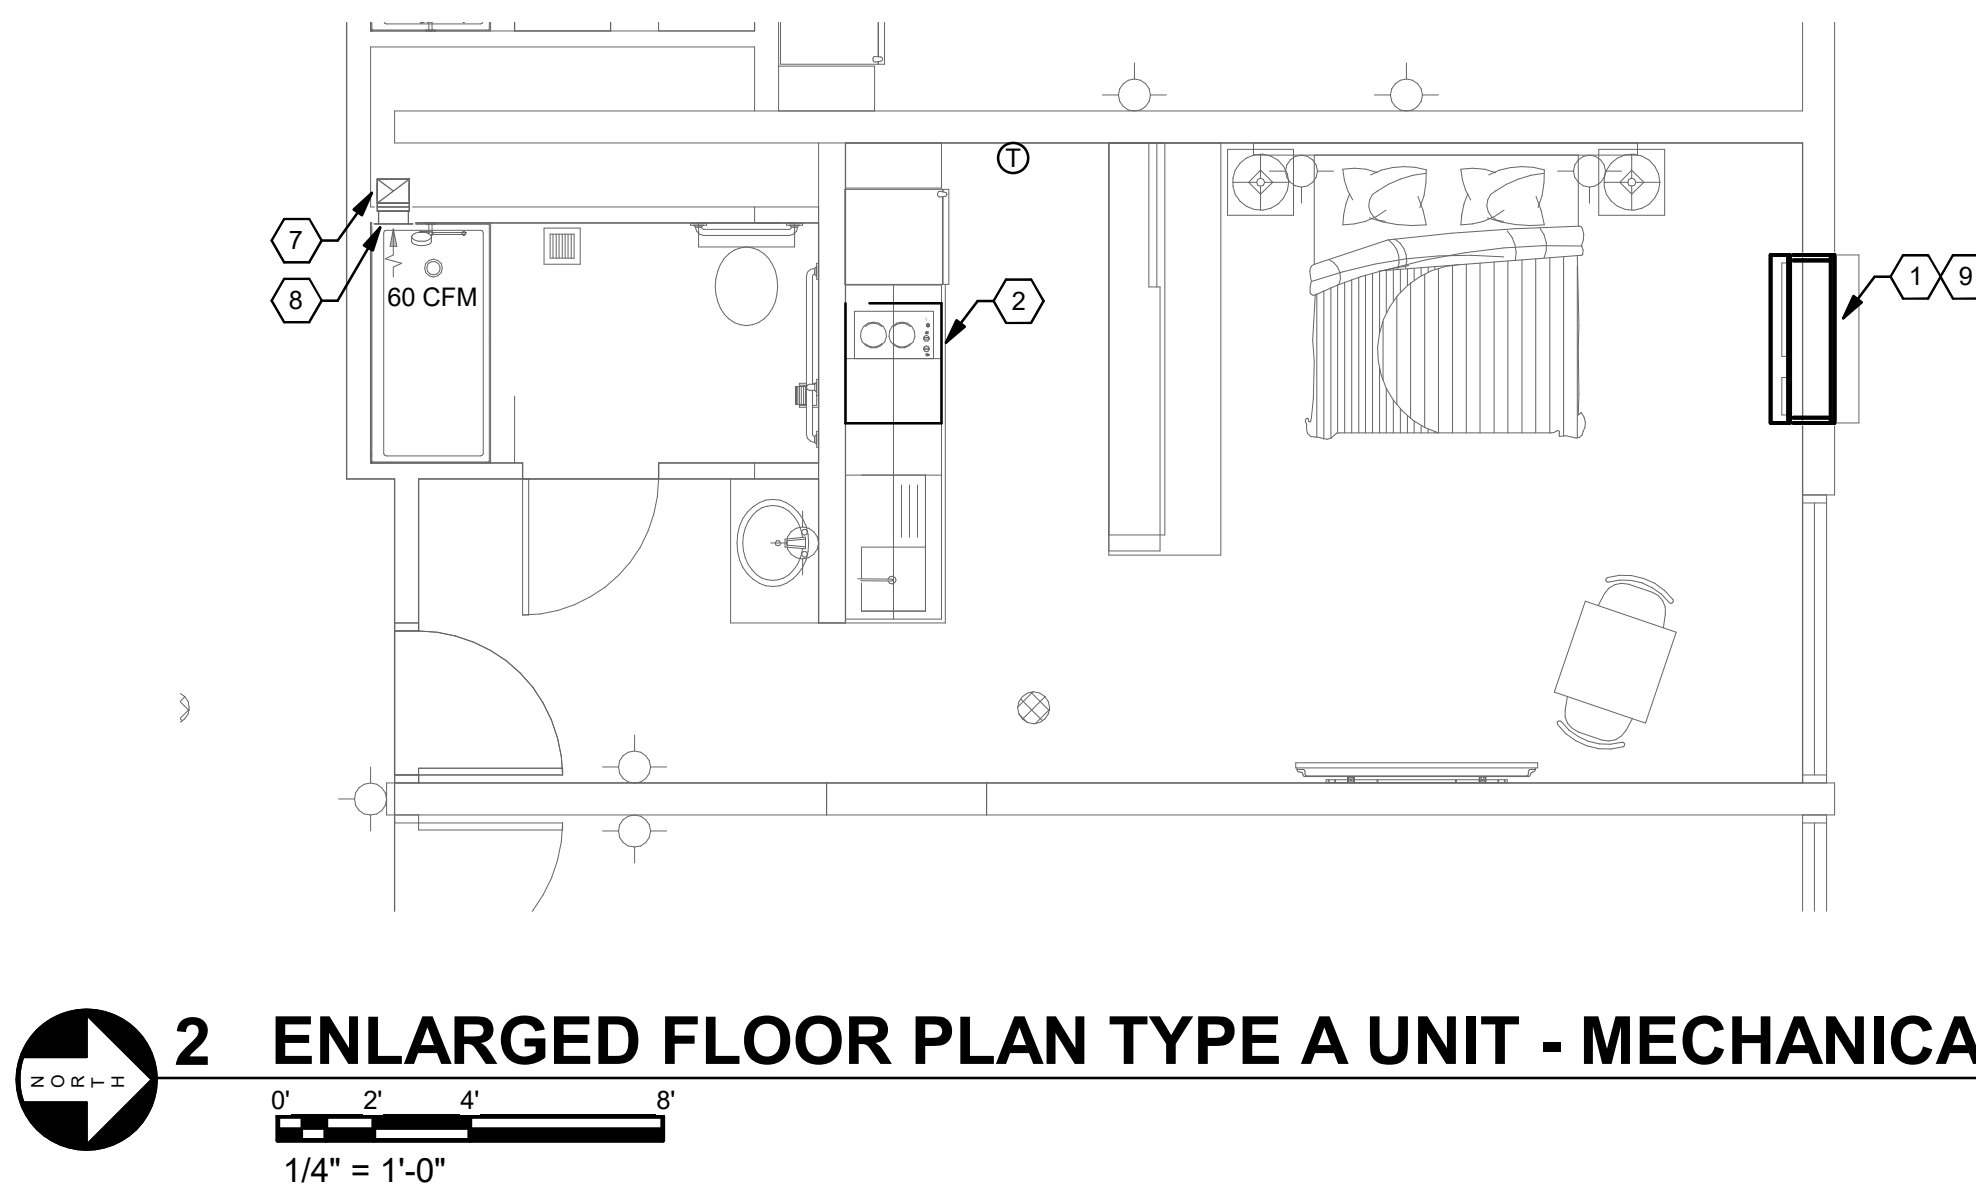 T
7
8
60 CFM
2
1 9
2 ENLARGED FLOOR PLAN TYPE A UNIT - MECHANICA
NORTH
0' 2' 4' 8'
1/4" = 1'-0"